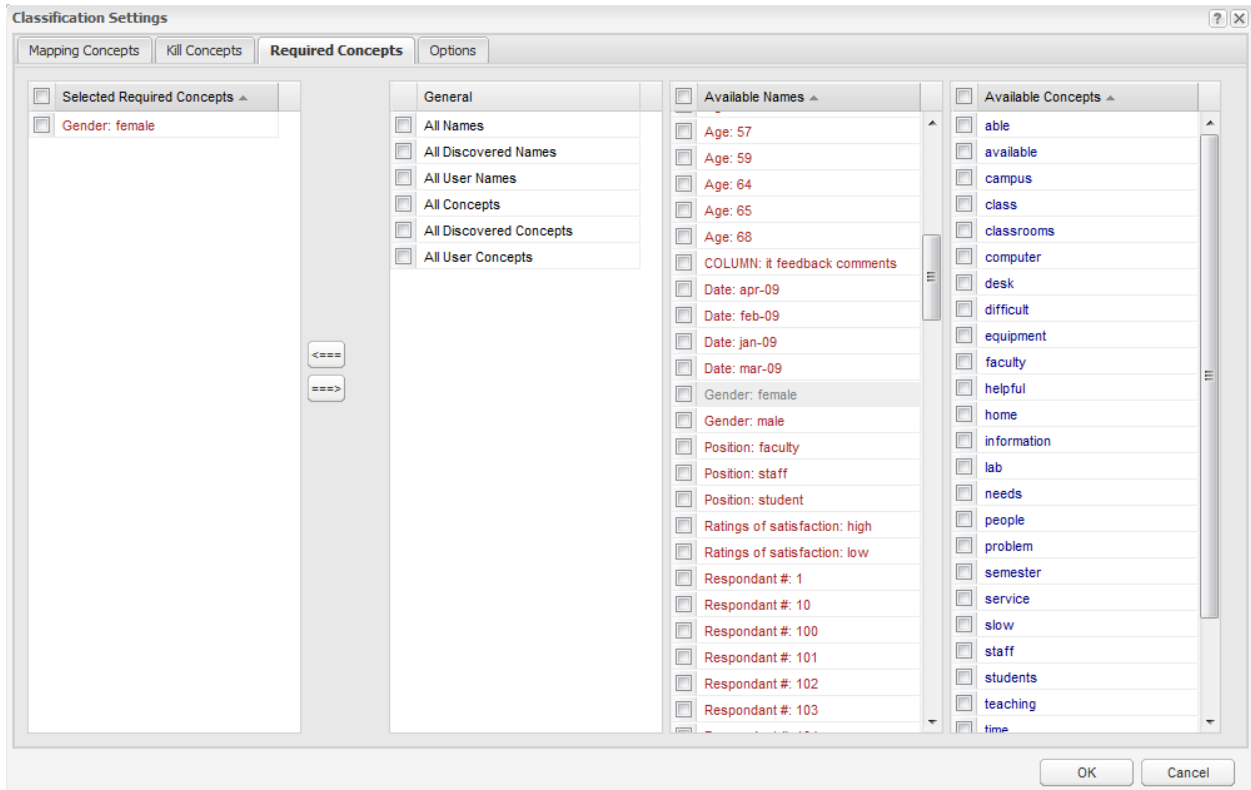 Classification Settings
Mapping Concepts
Kill Concepts
Required Concepts
Options
Selected Required Concepts
Gender: female
<===
===>
General
All Names
All Discovered Names
All User Names
All Concepts
All Discovered Concepts
All User Concepts
Available Names
Age: 57
Age: 59
Age: 64
Age: 65
Age: 68
COLUMN: it feedback comments
Date: apr-09
Date: feb-09
Date: jan-09
Date: mar-09
Gender: female
Gender: male
Position: faculty
Position: staff
Position: student
Ratings of satisfaction: high
Ratings of satisfaction: low
Respondant #: 1
Respondant #: 10
Respondant #: 100
Respondant #: 101
Respondant #: 102
Respondant #: 103
Available Concepts
able
available
campus
class
classrooms
computer
desk
difficult
equipment
faculty
helpful
home
information
lab
needs
people
problem
semester
service
slow
staff
students
teaching
time
OK
Cancel